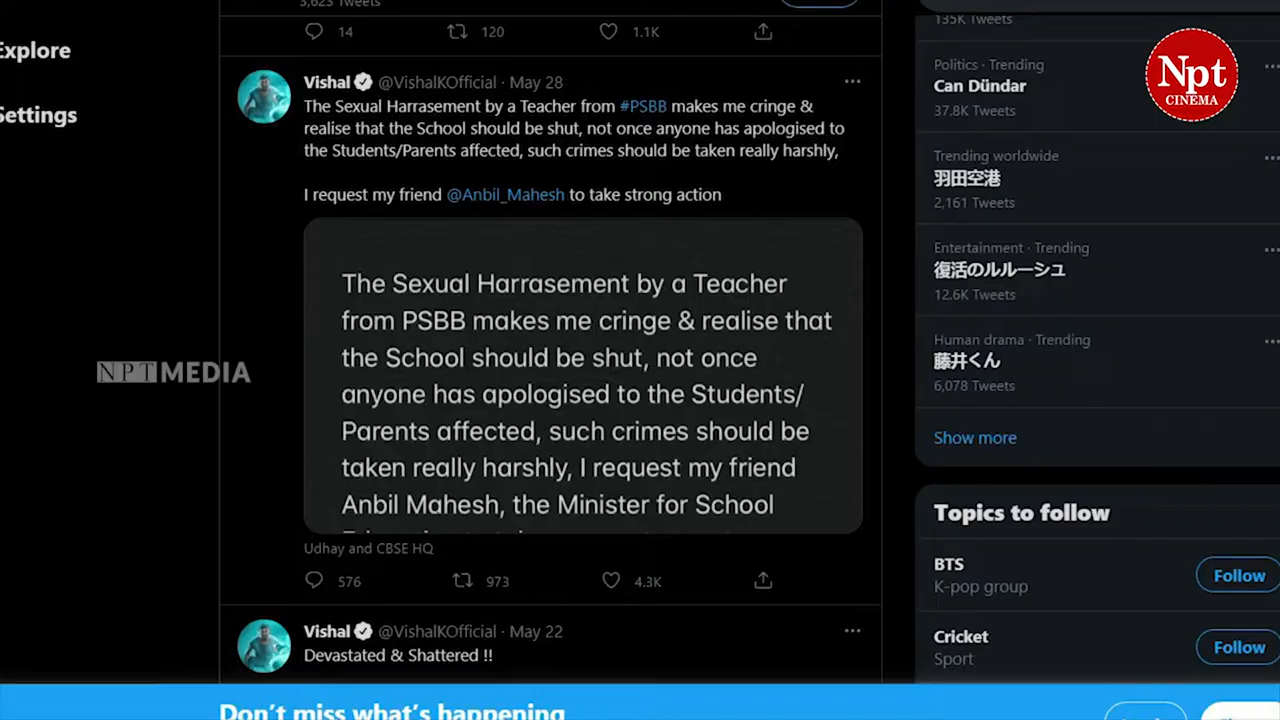 3,623 Tweets
14 120 1.1K
Explore
Settings
Vishal @VishalKOfficial · May 28
The Sexual Harrasement by a Teacher from #PSBB makes me cringe &
realise that the School should be shut, not once anyone has apologised to
the Students/Parents affected, such crimes should be taken really harshly,
I request my friend @Anbil_Mahesh to take strong action
The Sexual Harrasement by a Teacher
from PSBB makes me cringe & realise that
the School should be shut, not once
anyone has apologised to the Students/
Parents affected, such crimes should be
taken really harshly, I request my friend
Anbil Mahesh, the Minister for School
Udhay and CBSE HQ
576 973 4.3K
Vishal @VishalKOfficial · May 22
Devastated & Shattered !!
NPTMEDIA
135K Tweets
Politics · Trending
Can Dündar
37.8K Tweets
Trending worldwide
羽田空港
2,161 Tweets
Entertainment · Trending
復活のルルーシュ
12.6K Tweets
Human drama · Trending
藤井くん
6,078 Tweets
Show more
Topics to follow
BTS
K-pop group
Follow
Cricket
Sport
Follow
Npt
CINEMA
Don't miss what's happening